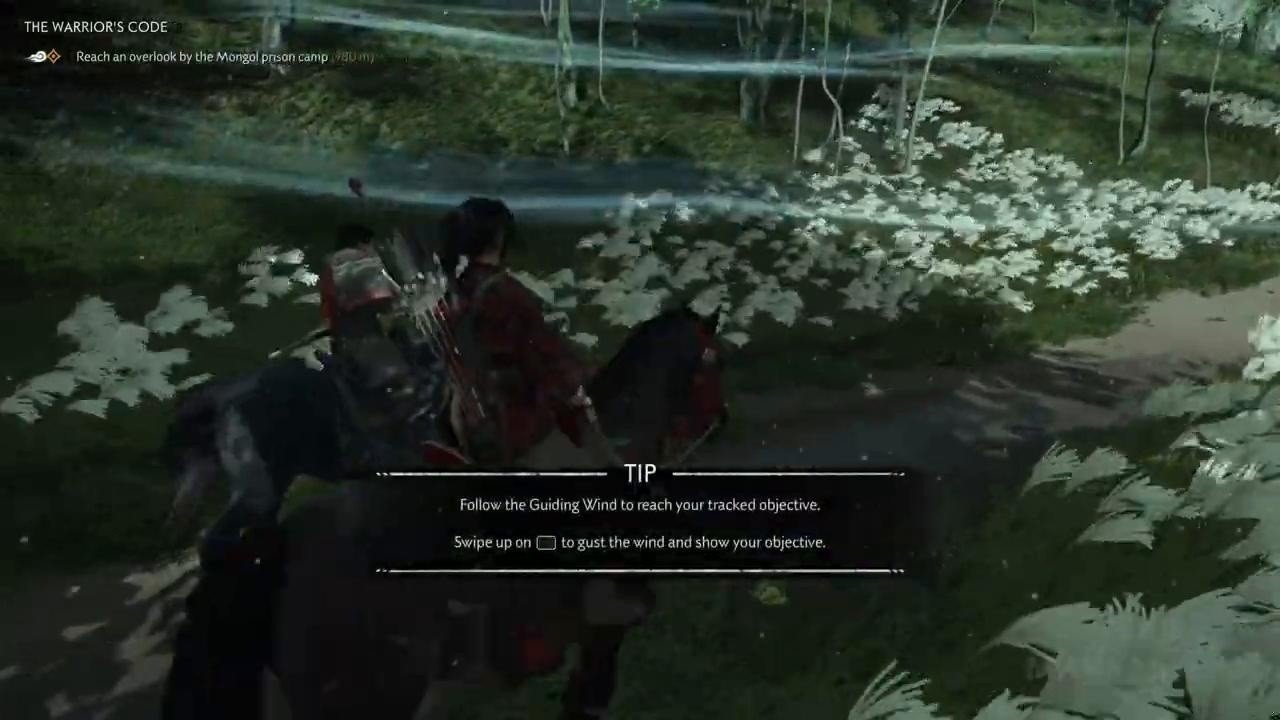 THE WARRIOR'S CODE
Reach an overlook by the Mongol prison camp (980 m)
TIP
Follow the Guiding Wind to reach your tracked objective.
Swipe up on to gust the wind and show your objective.